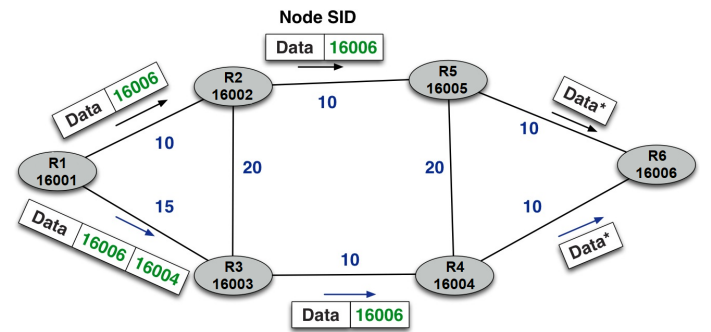 Node SID
Data 16006
Data 16006
R2
16002
R5
16005
10
Data*
10
10
R1
16001
20
20
R6
16006
15
10
Data 16006 16004
Data*
10
R3
16003
R4
16004
Data 16006